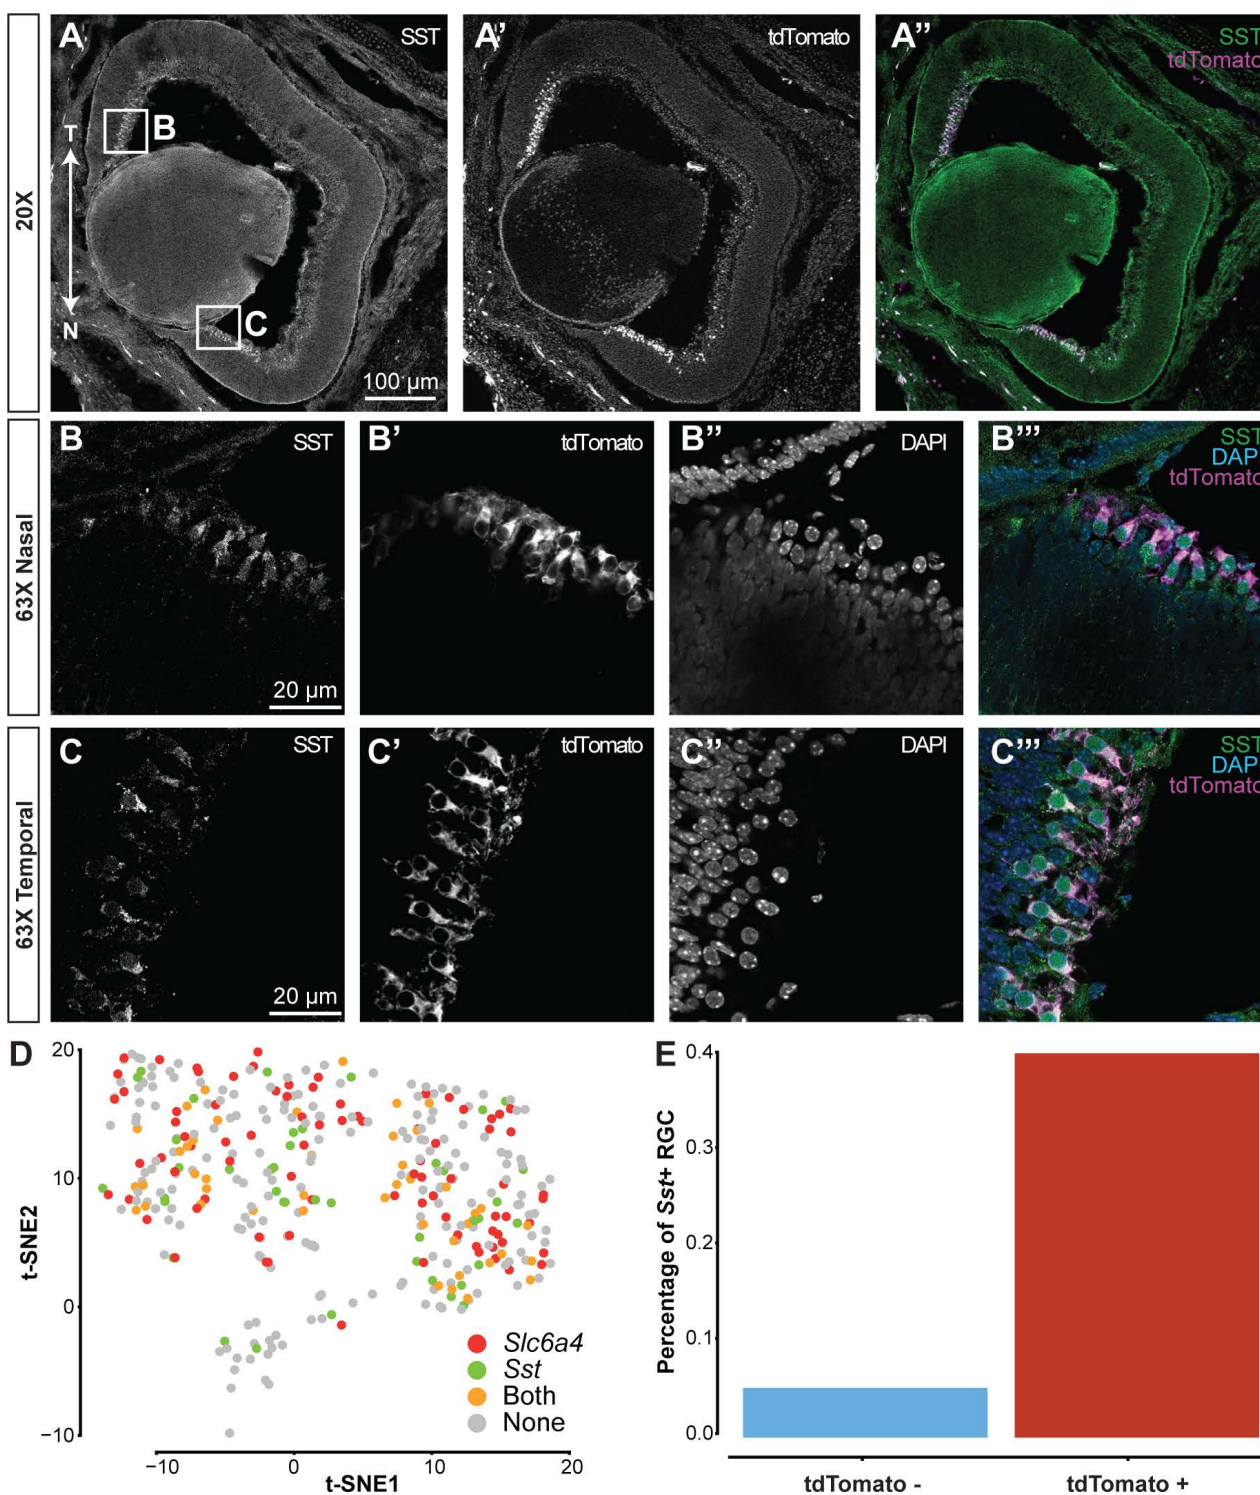 A SST
A' tdTomato
A" SST
tdTomato
20X
T
B
N
C
100 µm
B SST
B' tdTomato
B" DAPI
B"' SST
DAPI
tdTomato
63X Nasal
20 µm
C SST
C' tdTomato
C" DAPI
C"' SST
DAPI
tdTomato
63X Temporal
20 µm
D
20
10
0
−10
t-SNE2
−10 0 10 20
t-SNE1
Slc6a4
Sst
Both
None
E
0.4
0.3
0.2
0.1
0.0
Percentage of Sst+ RGC
tdTomato - tdTomato +